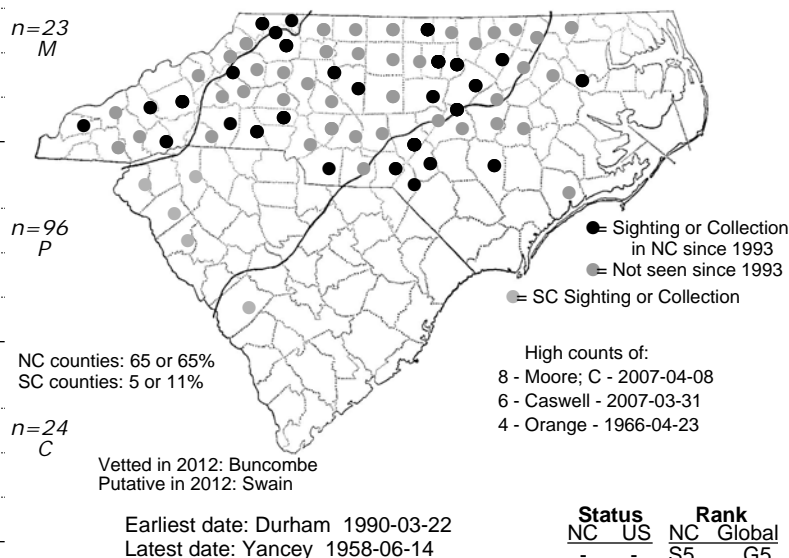 n=23
M
n=96
P
n=24
C
= Sighting or Collection
in NC since 1993
= Not seen since 1993
= SC Sighting or Collection
NC counties: 65 or 65%
SC counties: 5 or 11%
High counts of:
8 - Moore; C - 2007-04-08
6 - Caswell - 2007-03-31
4 - Orange - 1966-04-23
Vetted in 2012: Buncombe
Putative in 2012: Swain
Earliest date: Durham 1990-03-22
Latest date: Yancey 1958-06-14
Status Rank
NC US NC Global
- - S5 G5